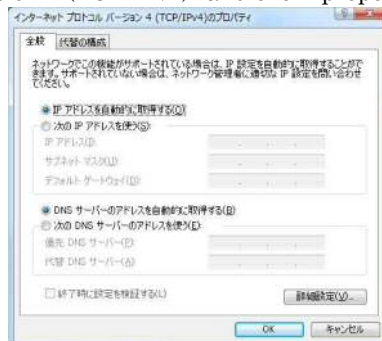 インターネット プロトコル バージョン 4 (TCP/IPv4)のプロパティ
全般
代替の構成
ネットワークでこの機能がサポートされている場合は、IP 設定を自動的に取得することがで
きます。サポートされていない場合は、ネットワーク管理者に適切な IP 設定を問い合わせ
てください。
IP アドレスを自動的に取得する(O)
次の IP アドレスを使う(S):
IP アドレス(I):
サブネット マスク(U):
デフォルト ゲートウェイ(D):
DNS サーバーのアドレスを自動的に取得する(B)
次の DNS サーバーのアドレスを使う(E):
優先 DNS サーバー(P):
代替 DNS サーバー(A):
終了時に設定を検証する(L)
詳細設定(V)...
OK
キャンセル